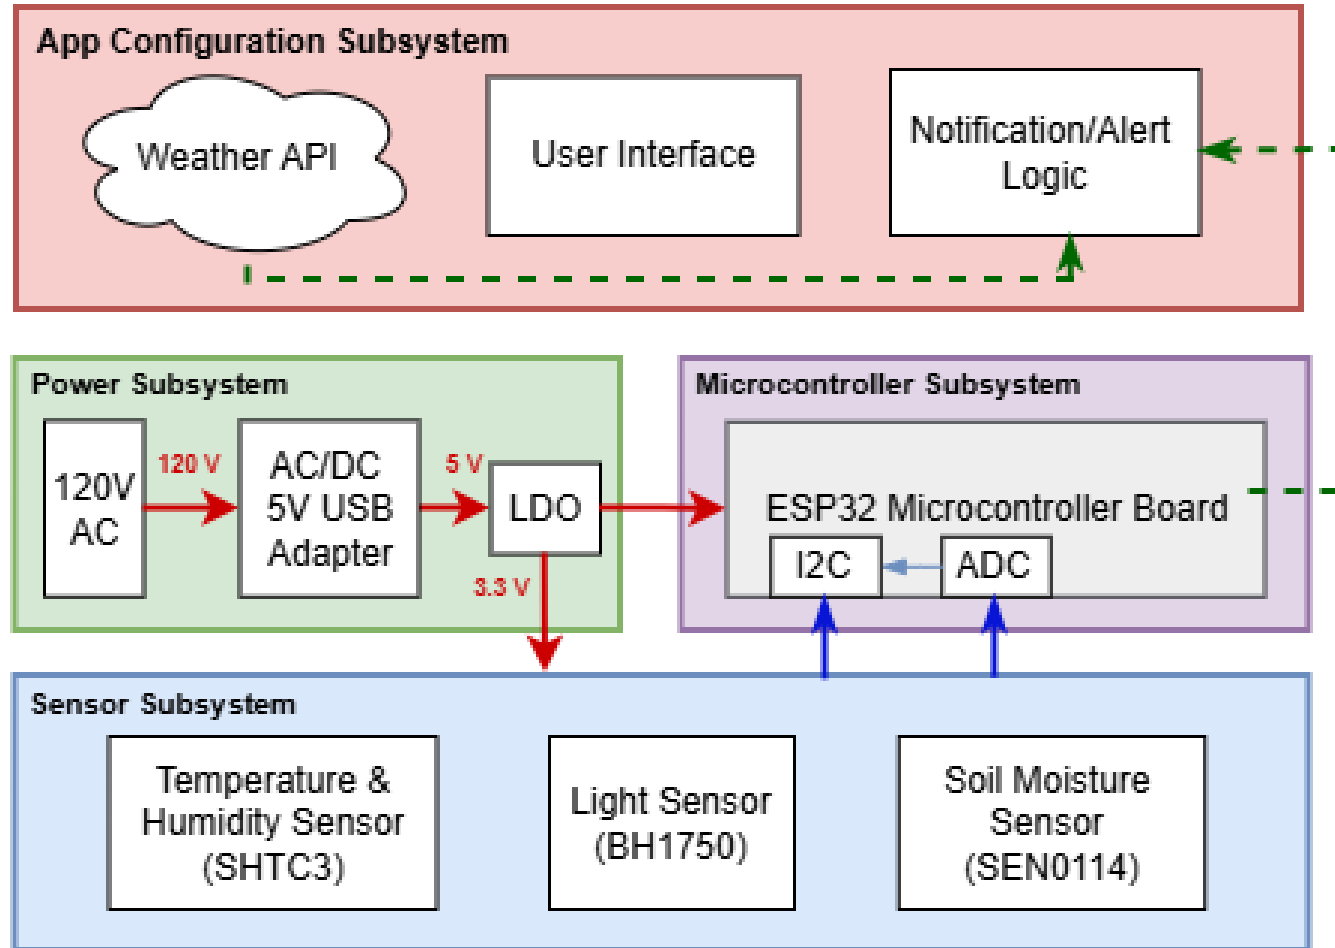 App Configuration Subsystem
Weather API
User Interface
Notification/Alert
Logic
Power Subsystem
120V
AC
120 V
AC/DC
5V USB
Adapter
5 V
LDO
3.3 V
Microcontroller Subsystem
ESP32 Microcontroller Board
I2C
ADC
Sensor Subsystem
Temperature &
Humidity Sensor
(SHTC3)
Light Sensor
(BH1750)
Soil Moisture
Sensor
(SEN0114)